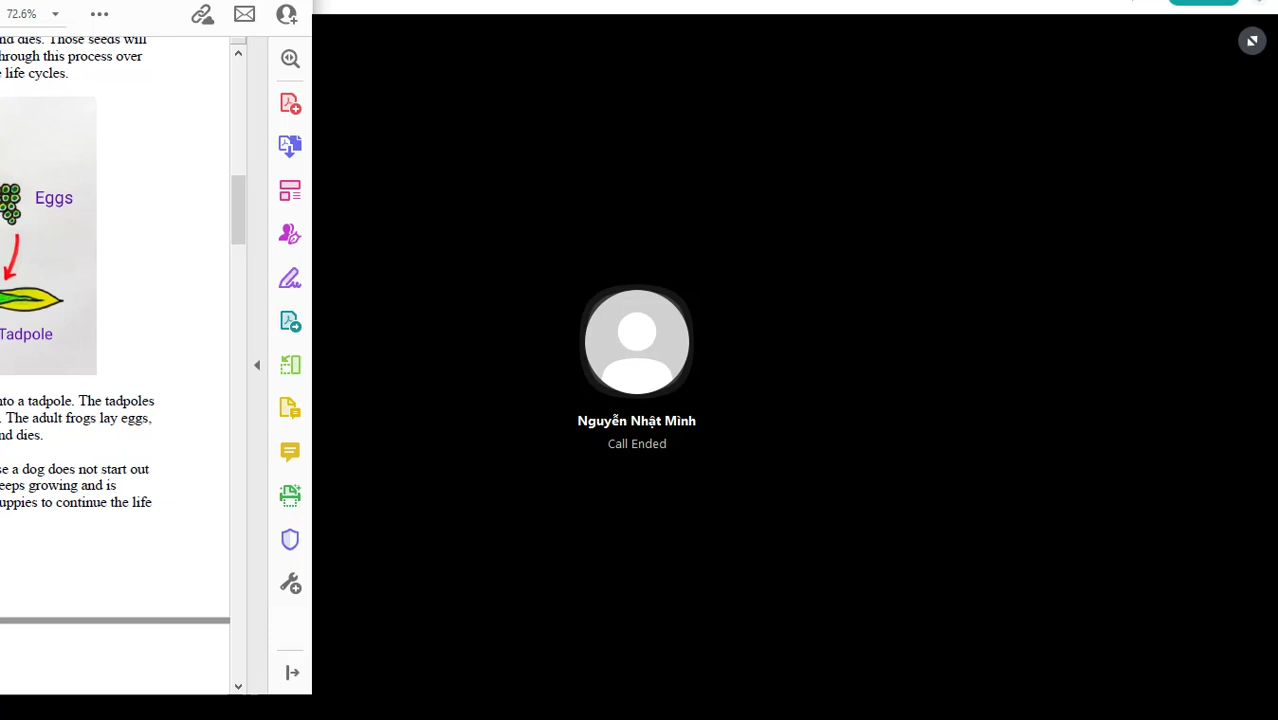 72.6%
nd dies. Those seeds will
hrough this process over
life cycles.
Eggs
Tadpole
nto a tadpole. The tadpoles
. The adult frogs lay eggs,
nd dies.
se a dog does not start out
eeps growing and is
uppies to continue the life
Nguyễn Nhật Mình
Call Ended